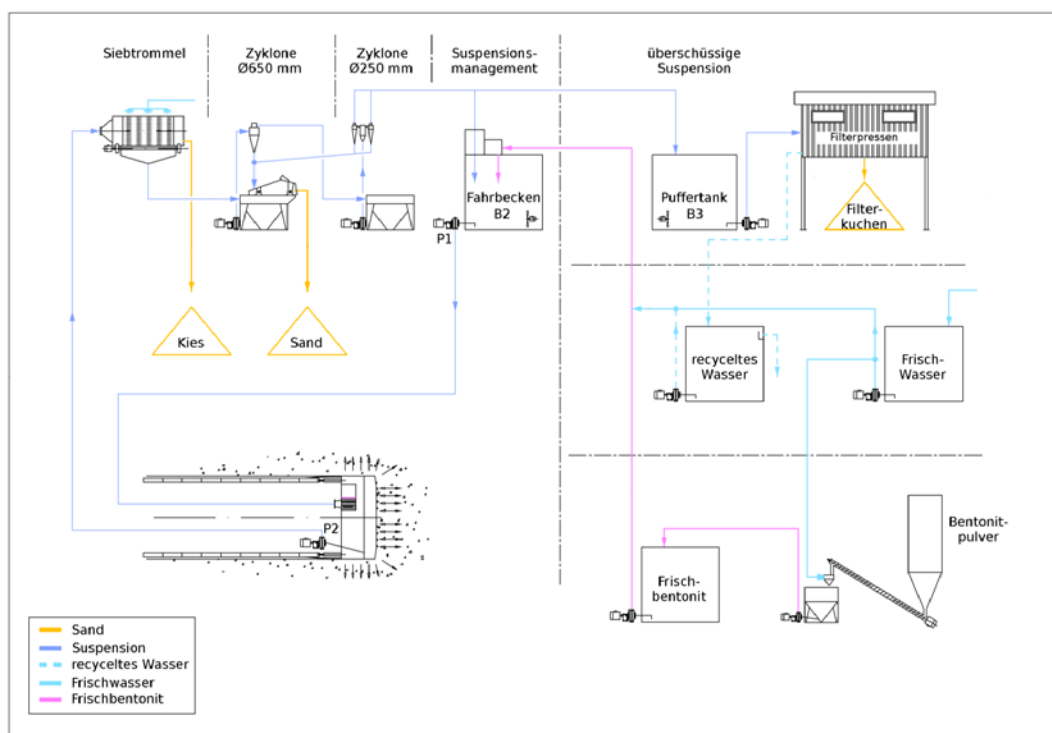 Siebtrommel
Zyklone
Ø650 mm
Zyklone
Ø250 mm
Suspensions-
management
überschüssige
Suspension
Filterpressen
Fahrbecken
B2
Puffertank
B3
Filter-
kuchen
P1
Kies
Sand
recyceltes
Wasser
Frisch-
Wasser
P2
Bentonit-
pulver
Frisch-
bentonit
Sand
Suspension
recyceltes Wasser
Frischwasser
Frischbentonit